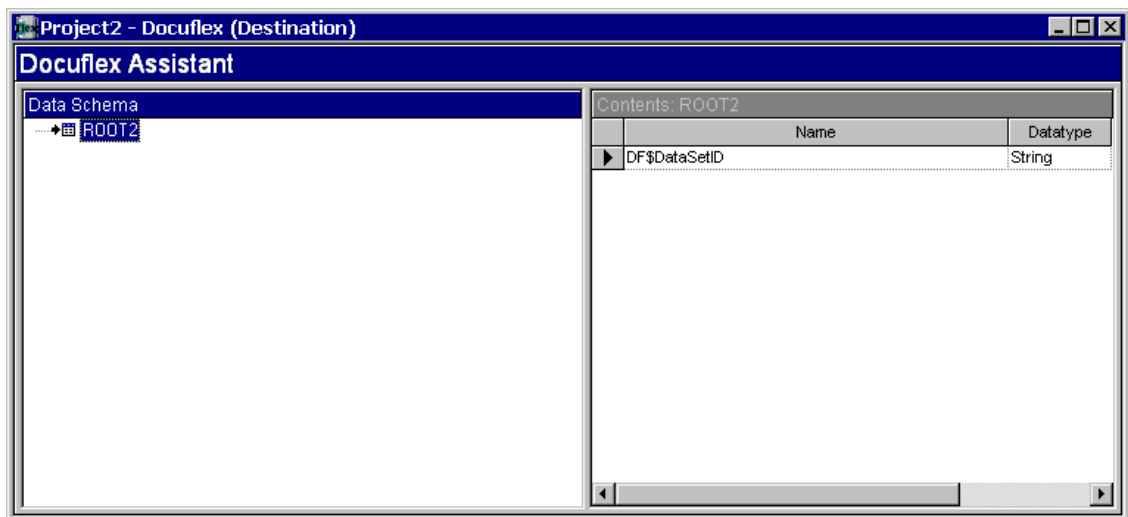 Project2 - Docuflex (Destination)
Docuflex Assistant
Data Schema
ROOT2
Contents: ROOT2
Name Datatype
DF$DataSetID String